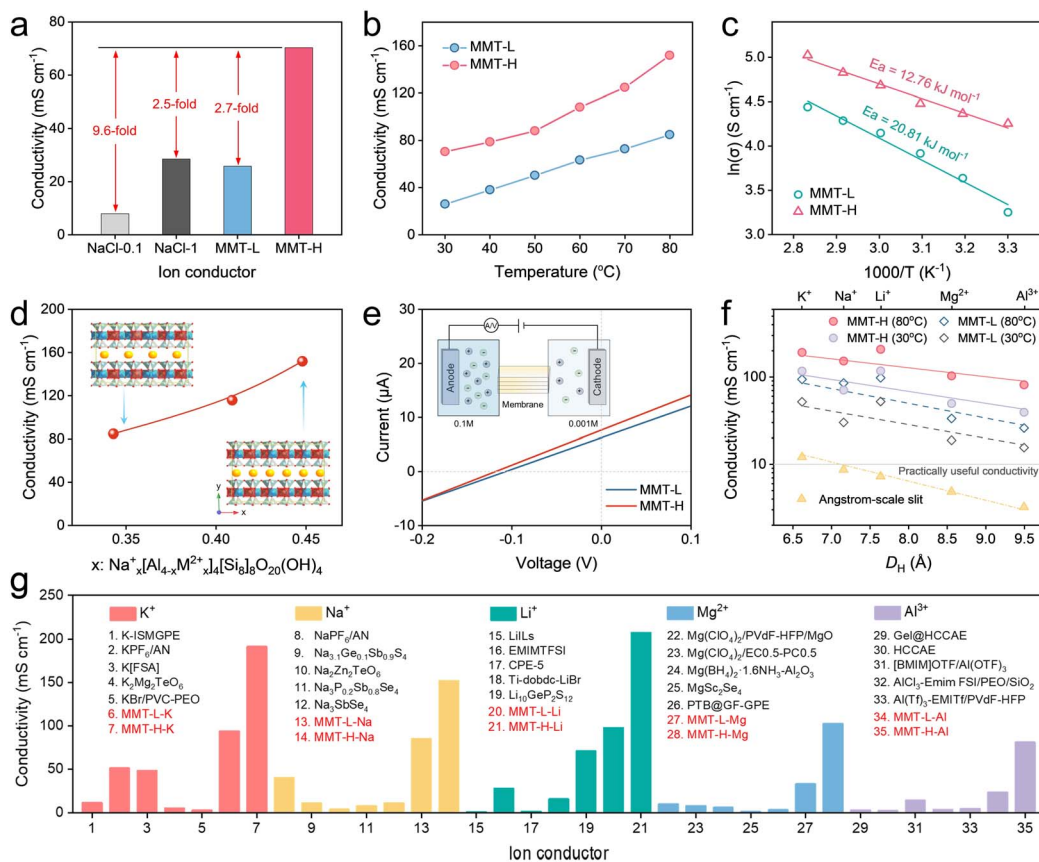 a
80
60
40
20
0
Conductivity (mS cm⁻¹)
9.6-fold
2.5-fold
2.7-fold
NaCl-0.1 NaCl-1 MMT-L MMT-H
Ion conductor
b
160
120
80
40
0
Conductivity (mS cm⁻¹)
MMT-L
MMT-H
30 40 50 60 70 80
Temperature (°C)
c
5.0
4.5
4.0
3.5
3.0
ln(σ) (S cm⁻¹)
Ea = 12.76 kJ mol⁻¹
Ea = 20.81 kJ mol⁻¹
MMT-L
MMT-H
2.8 2.9 3.0 3.1 3.2 3.3
1000/T (K⁻¹)
d
200
160
120
80
40
0
Conductivity (mS cm⁻¹)
y
x
0.35 0.40 0.45
x: Na⁺ₓ[Al₄₋ₓM²⁺ₓ]₄[Si₈]₈O₂₀(OH)₄
e
30
20
10
0
-10
Current (μA)
A/V
Anode
Cathode
Membrane
0.1M
0.001M
MMT-L
MMT-H
-0.2 -0.1 0.0 0.1
Voltage (V)
f
K⁺ Na⁺ Li⁺ Mg²⁺ Al³⁺
MMT-H (80°C) MMT-L (80°C)
MMT-H (30°C) MMT-L (30°C)
100
10
Conductivity (mS cm⁻¹)
Practically useful conductivity
Angstrom-scale slit
6.5 7.0 7.5 8.0 8.5 9.0 9.5
D_H (Å)
g
250
200
150
100
50
0
Conductivity (mS cm⁻¹)
K⁺
1. K-ISMGPE
2. KPF₆/AN
3. K[FSA]
4. K₂Mg₂TeO₆
5. KBr/PVC-PEO
6. MMT-L-K
7. MMT-H-K
Na⁺
8. NaPF₆/AN
9. Na₃.₁Ge₀.₁Sb₀.₉S₄
10. Na₂Zn₂TeO₆
11. Na₃P₀.₂Sb₀.₈Se₄
12. Na₃SbSe₄
13. MMT-L-Na
14. MMT-H-Na
Li⁺
15. LiILs
16. EMIMTFSI
17. CPE-5
18. Ti-dobdc-LiBr
19. Li₁₀GeP₂S₁₂
20. MMT-L-Li
21. MMT-H-Li
Mg²⁺
22. Mg(ClO₄)₂/PVdF-HFP/MgO
23. Mg(ClO₄)₂/EC0.5-PC0.5
24. Mg(BH₄)₂·1.6NH₃-Al₂O₃
25. MgSc₂Se₄
26. PTB@GF-GPE
27. MMT-L-Mg
28. MMT-H-Mg
Al³⁺
29. Gel@HCCAE
30. HCCAE
31. [BMIM]OTF/Al(OTF)₃
32. AlCl₃-Emim FSI/PEO/SiO₂
33. Al(Tf)₃-EMITf/PVdF-HFP
34. MMT-L-Al
35. MMT-H-Al
1 3 5 7 9 11 13 15 17 19 21 23 25 27 29 31 33 35
Ion conductor